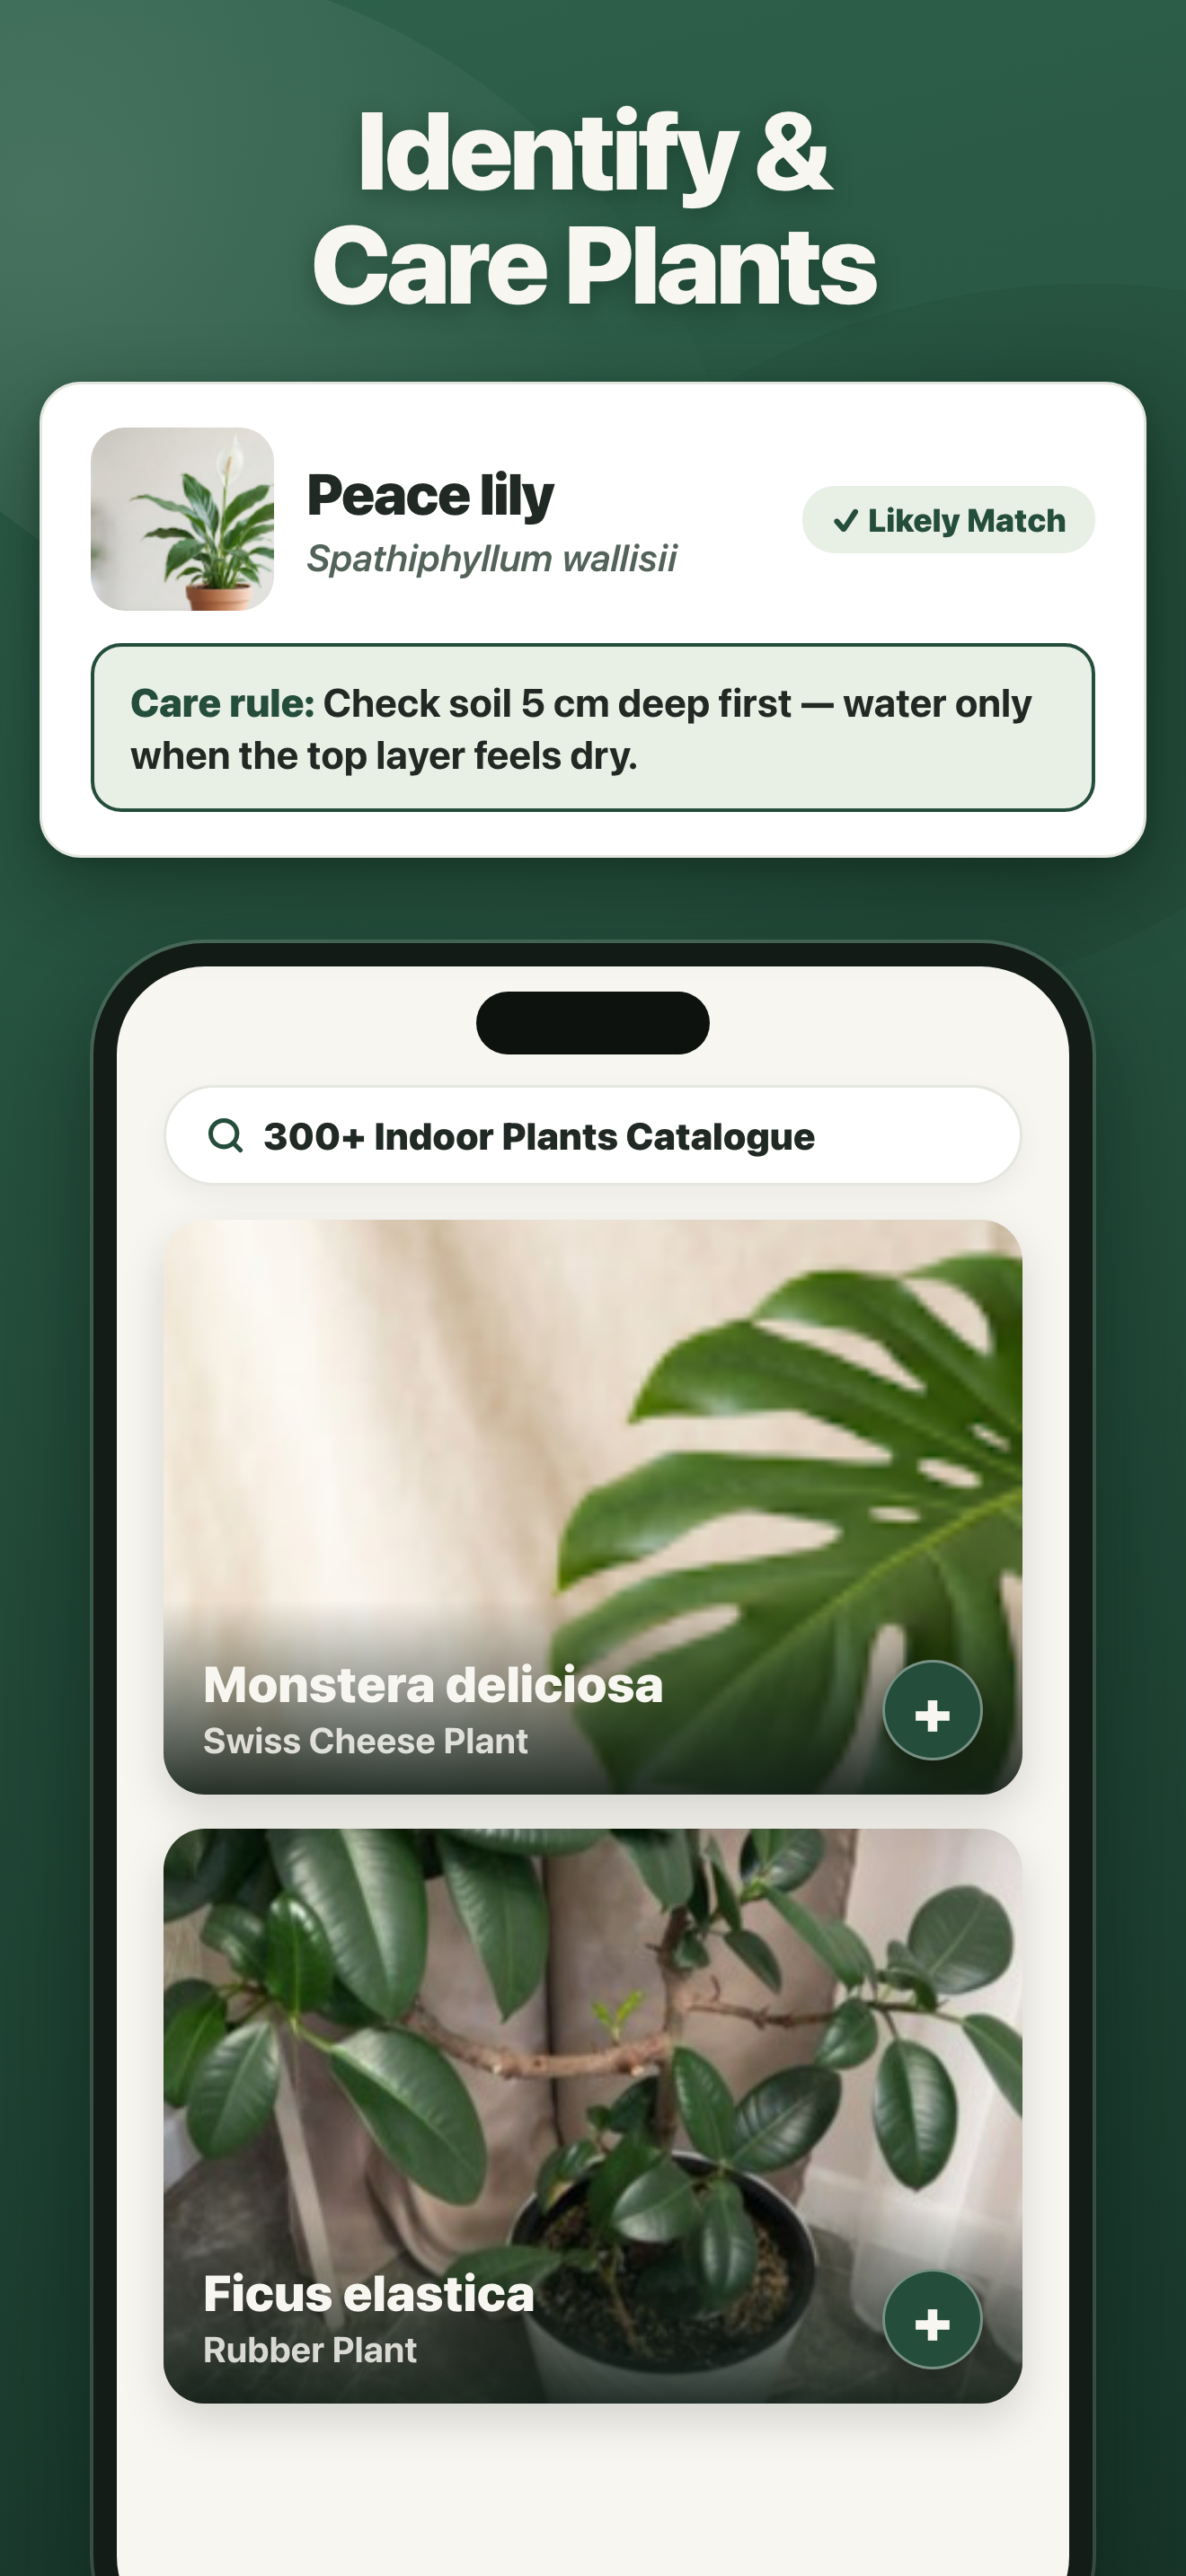 Identify &
Care Plants
Peace lily
Spathiphyllum wallisii
✓ Likely Match
Care rule: Check soil 5 cm deep first — water only
when the top layer feels dry.
300+ Indoor Plants Catalogue
Monstera deliciosa
Swiss Cheese Plant
+
Ficus elastica
Rubber Plant
+